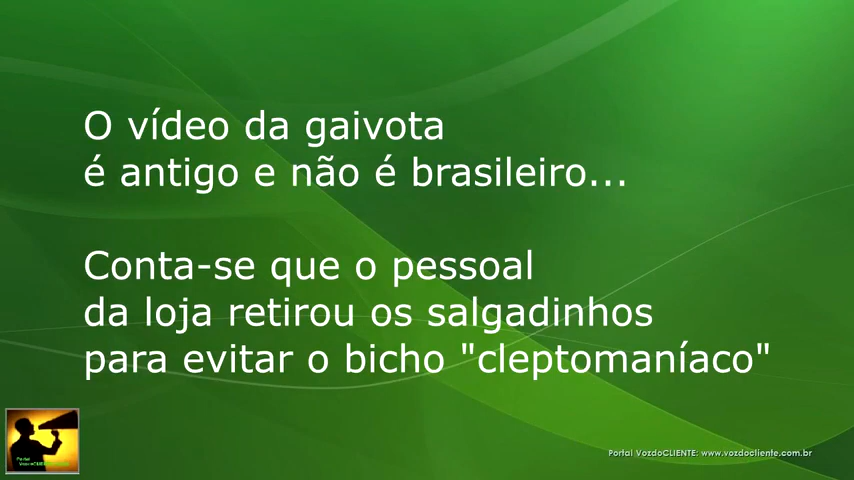 O vídeo da gaivota
é antigo e não é brasileiro...
Conta-se que o pessoal
da loja retirou os salgadinhos
para evitar o bicho "cleptomaníaco"
Portal VozdoCLIENTE: www.vozdocliente.com.br